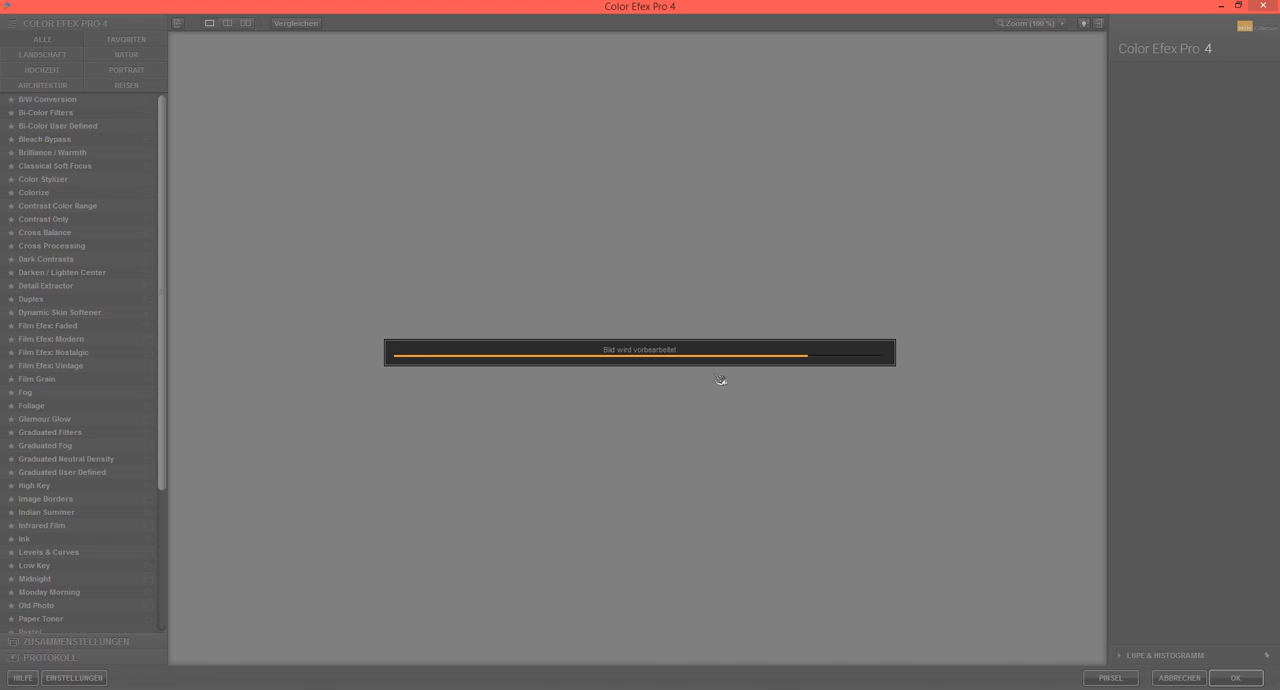 Color Efex Pro 4
COLOR EFEX PRO 4
Vergleichen
Zoom (100 %)
ALLE
FAVORITEN
LANDSCHAFT
NATUR
HOCHZEIT
PORTRAIT
ARCHITEKTUR
REISEN
Color Efex Pro 4
B/W Conversion
Bi-Color Filters
Bi-Color User Defined
Bleach Bypass
Brilliance / Warmth
Classical Soft Focus
Color Stylizer
Colorize
Contrast Color Range
Contrast Only
Cross Balance
Cross Processing
Dark Contrasts
Darken / Lighten Center
Detail Extractor
Duplex
Dynamic Skin Softener
Film Efex: Faded
Film Efex: Modern
Film Efex: Nostalgic
Film Efex: Vintage
Film Grain
Fog
Foliage
Glamour Glow
Graduated Filters
Graduated Fog
Graduated Neutral Density
Graduated User Defined
High Key
Image Borders
Indian Summer
Infrared Film
Ink
Levels & Curves
Low Key
Midnight
Monday Morning
Old Photo
Paper Toner
Pastel
Bild wird vorbearbeitet
ZUSAMMENSTELLUNGEN
PROTOKOLL
LUPE & HISTOGRAMM
HILFE
EINSTELLUNGEN
PINSEL
ABBRECHEN
OK